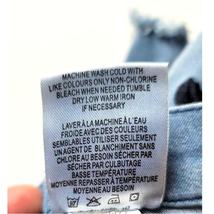 MACHINE WASH COLD WITH
LIKE COLOURS ONLY NON-CHLORINE
BLEACH WHEN NEEDED TUMBLE
DRY LOW WARM IRON
IF NECESSARY
LAVER À LA MACHINE À L'EAU
FROIDE AVEC DES COULEURS
SEMBLABLES UTILISER SEULEMENT
UN AGENT DE BLANCHIMENT SANS
CHLORE AU BESOIN SÉCHER PAR
SÉCHER PAR CULBUTAGE
BASSE TEMPÉRATURE
MOYENNE REPASSER À TEMPÉRATURE
MOYENNE AU BESOIN